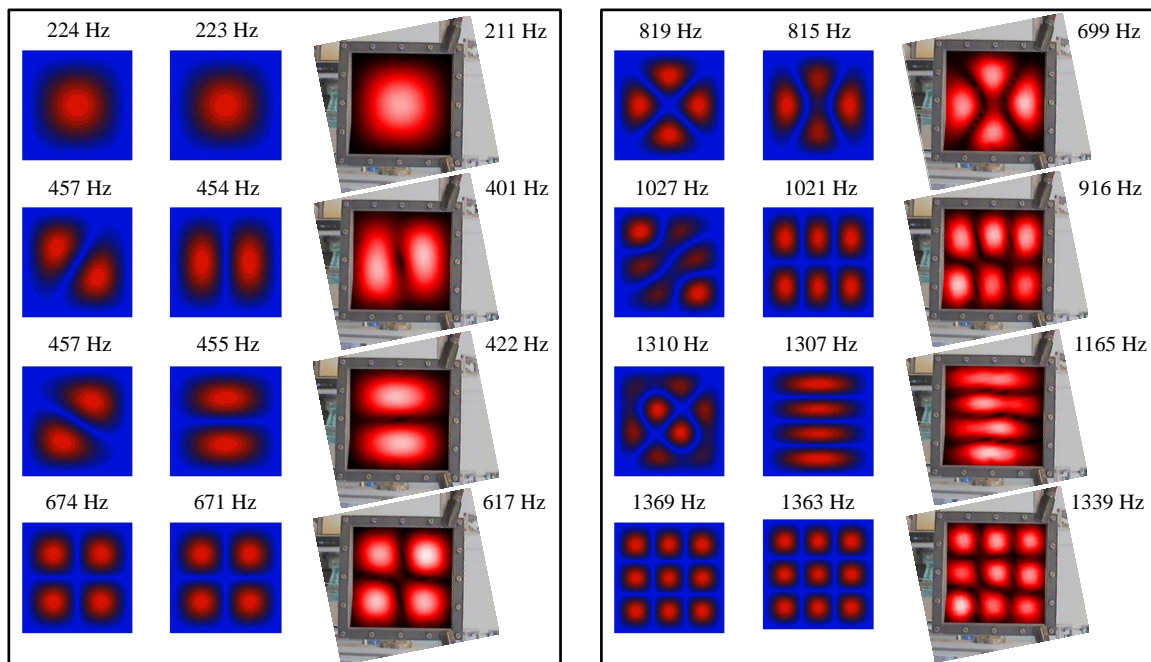 224 Hz 223 Hz 211 Hz
457 Hz 454 Hz 401 Hz
457 Hz 455 Hz 422 Hz
674 Hz 671 Hz 617 Hz
819 Hz 815 Hz 699 Hz
1027 Hz 1021 Hz 916 Hz
1310 Hz 1307 Hz 1165 Hz
1369 Hz 1363 Hz 1339 Hz